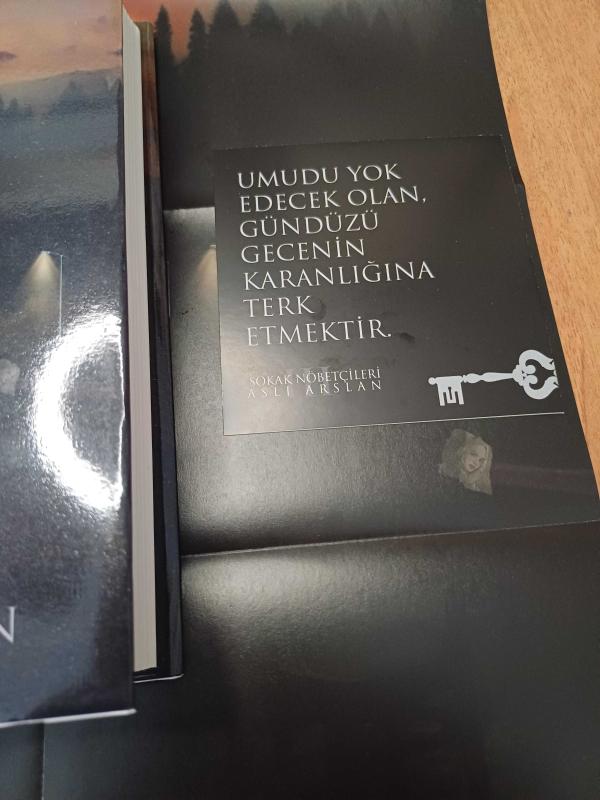 UMUDU YOK
EDECEK OLAN,
GÜNDÜZÜ
GECENİN
KARANLIĞINA
TERK
ETMEKTİR.
SOKAK NÖBETÇİLERİ
ASLI ARSLAN
N